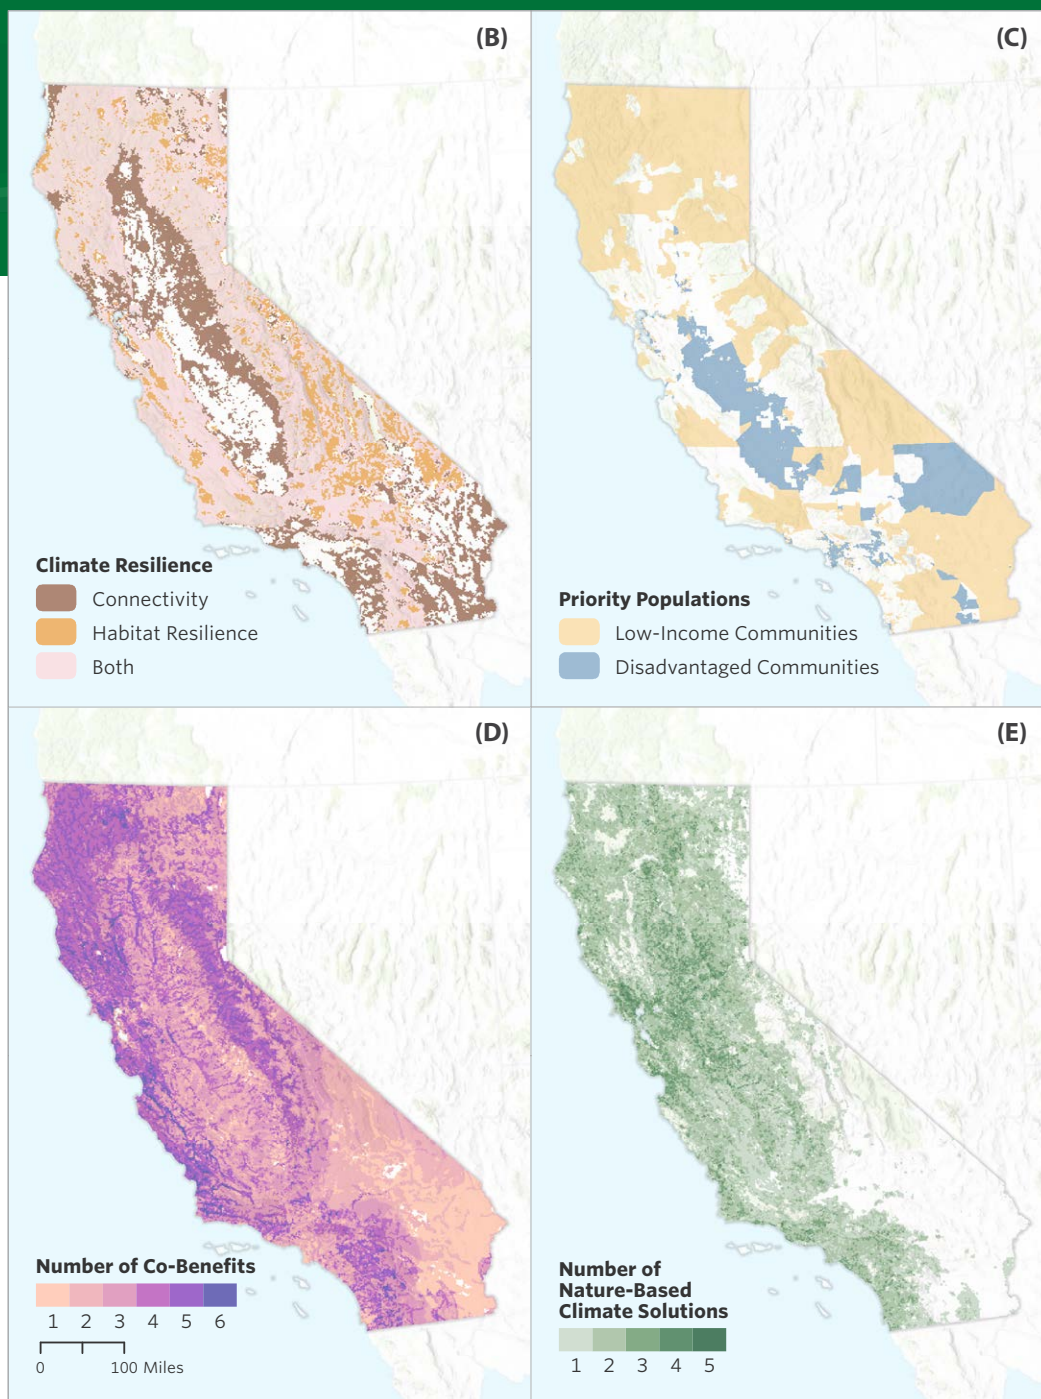 (B)
Climate Resilience
Connectivity
Habitat Resilience
Both
(C)
Priority Populations
Low-Income Communities
Disadvantaged Communities
(D)
Number of Co-Benefits
1 2 3 4 5 6
0 100 Miles
(E)
Number of
Nature-Based
Climate Solutions
1 2 3 4 5